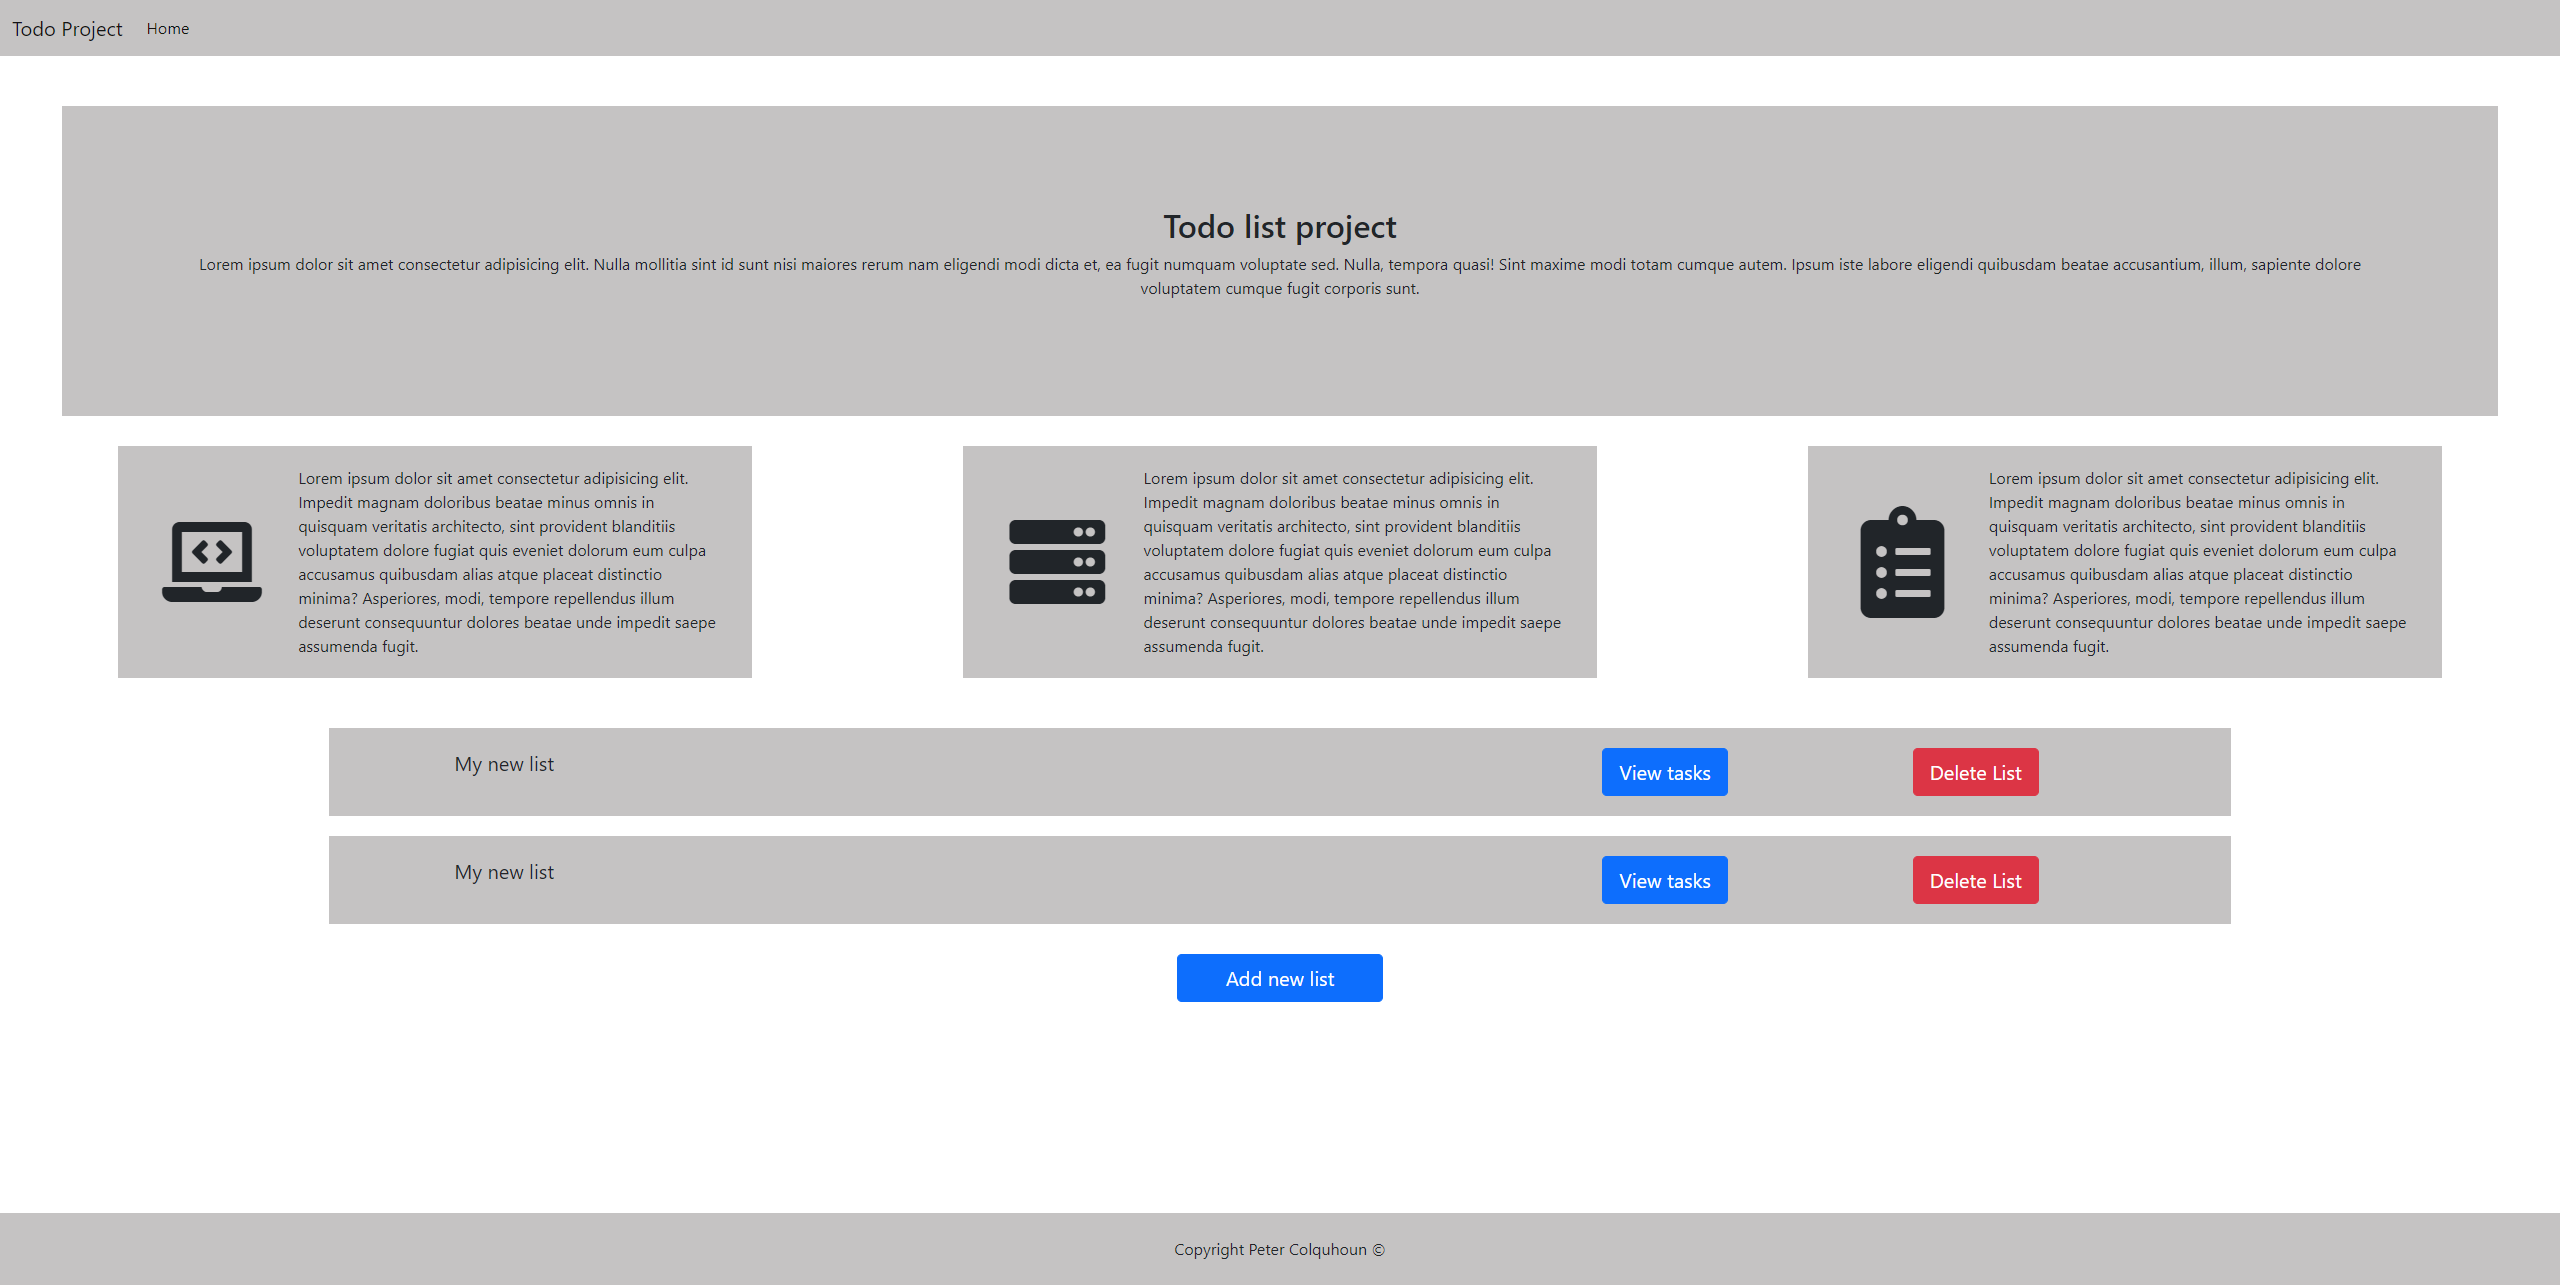 Todo Project
Home
Todo list project
Lorem ipsum dolor sit amet consectetur adipisicing elit. Nulla mollitia sint id sunt nisi maiores rerum nam eligendi modi dicta et, ea fugit numquam voluptate sed. Nulla, tempora quasi! Sint maxime modi totam cumque autem. Ipsum iste labore eligendi quibusdam beatae accusantium, illum, sapiente dolore
voluptatem cumque fugit corporis sunt.
Lorem ipsum dolor sit amet consectetur adipisicing elit.
Impedit magnam doloribus beatae minus omnis in
quisquam veritatis architecto, sint provident blanditiis
voluptatem dolore fugiat quis eveniet dolorum eum culpa
accusamus quibusdam alias atque placeat distinctio
minima? Asperiores, modi, tempore repellendus illum
deserunt consequuntur dolores beatae unde impedit saepe
assumenda fugit.
Lorem ipsum dolor sit amet consectetur adipisicing elit.
Impedit magnam doloribus beatae minus omnis in
quisquam veritatis architecto, sint provident blanditiis
voluptatem dolore fugiat quis eveniet dolorum eum culpa
accusamus quibusdam alias atque placeat distinctio
minima? Asperiores, modi, tempore repellendus illum
deserunt consequuntur dolores beatae unde impedit saepe
assumenda fugit.
Lorem ipsum dolor sit amet consectetur adipisicing elit.
Impedit magnam doloribus beatae minus omnis in
quisquam veritatis architecto, sint provident blanditiis
voluptatem dolore fugiat quis eveniet dolorum eum culpa
accusamus quibusdam alias atque placeat distinctio
minima? Asperiores, modi, tempore repellendus illum
deserunt consequuntur dolores beatae unde impedit saepe
assumenda fugit.
My new list
View tasks
Delete List
My new list
View tasks
Delete List
Add new list
Copyright Peter Colquhoun ©